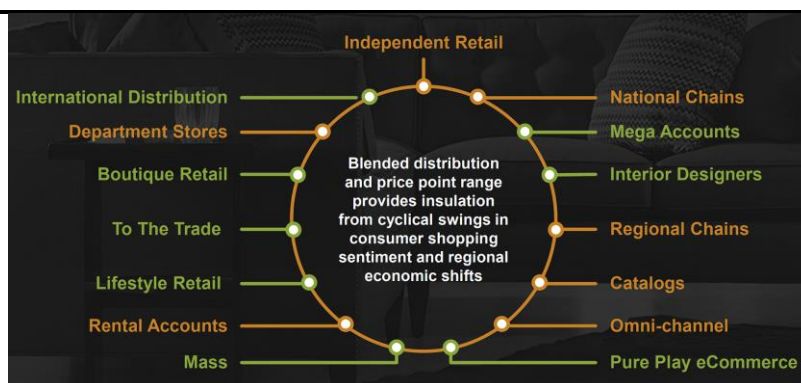 Independent Retail
International Distribution
National Chains
Department Stores
Mega Accounts
Boutique Retail
Interior Designers
To The Trade
Regional Chains
Lifestyle Retail
Catalogs
Rental Accounts
Omni-channel
Mass
Pure Play eCommerce
Blended distribution
and price point range
provides insulation
from cyclical swings in
consumer shopping
sentiment and regional
economic shifts